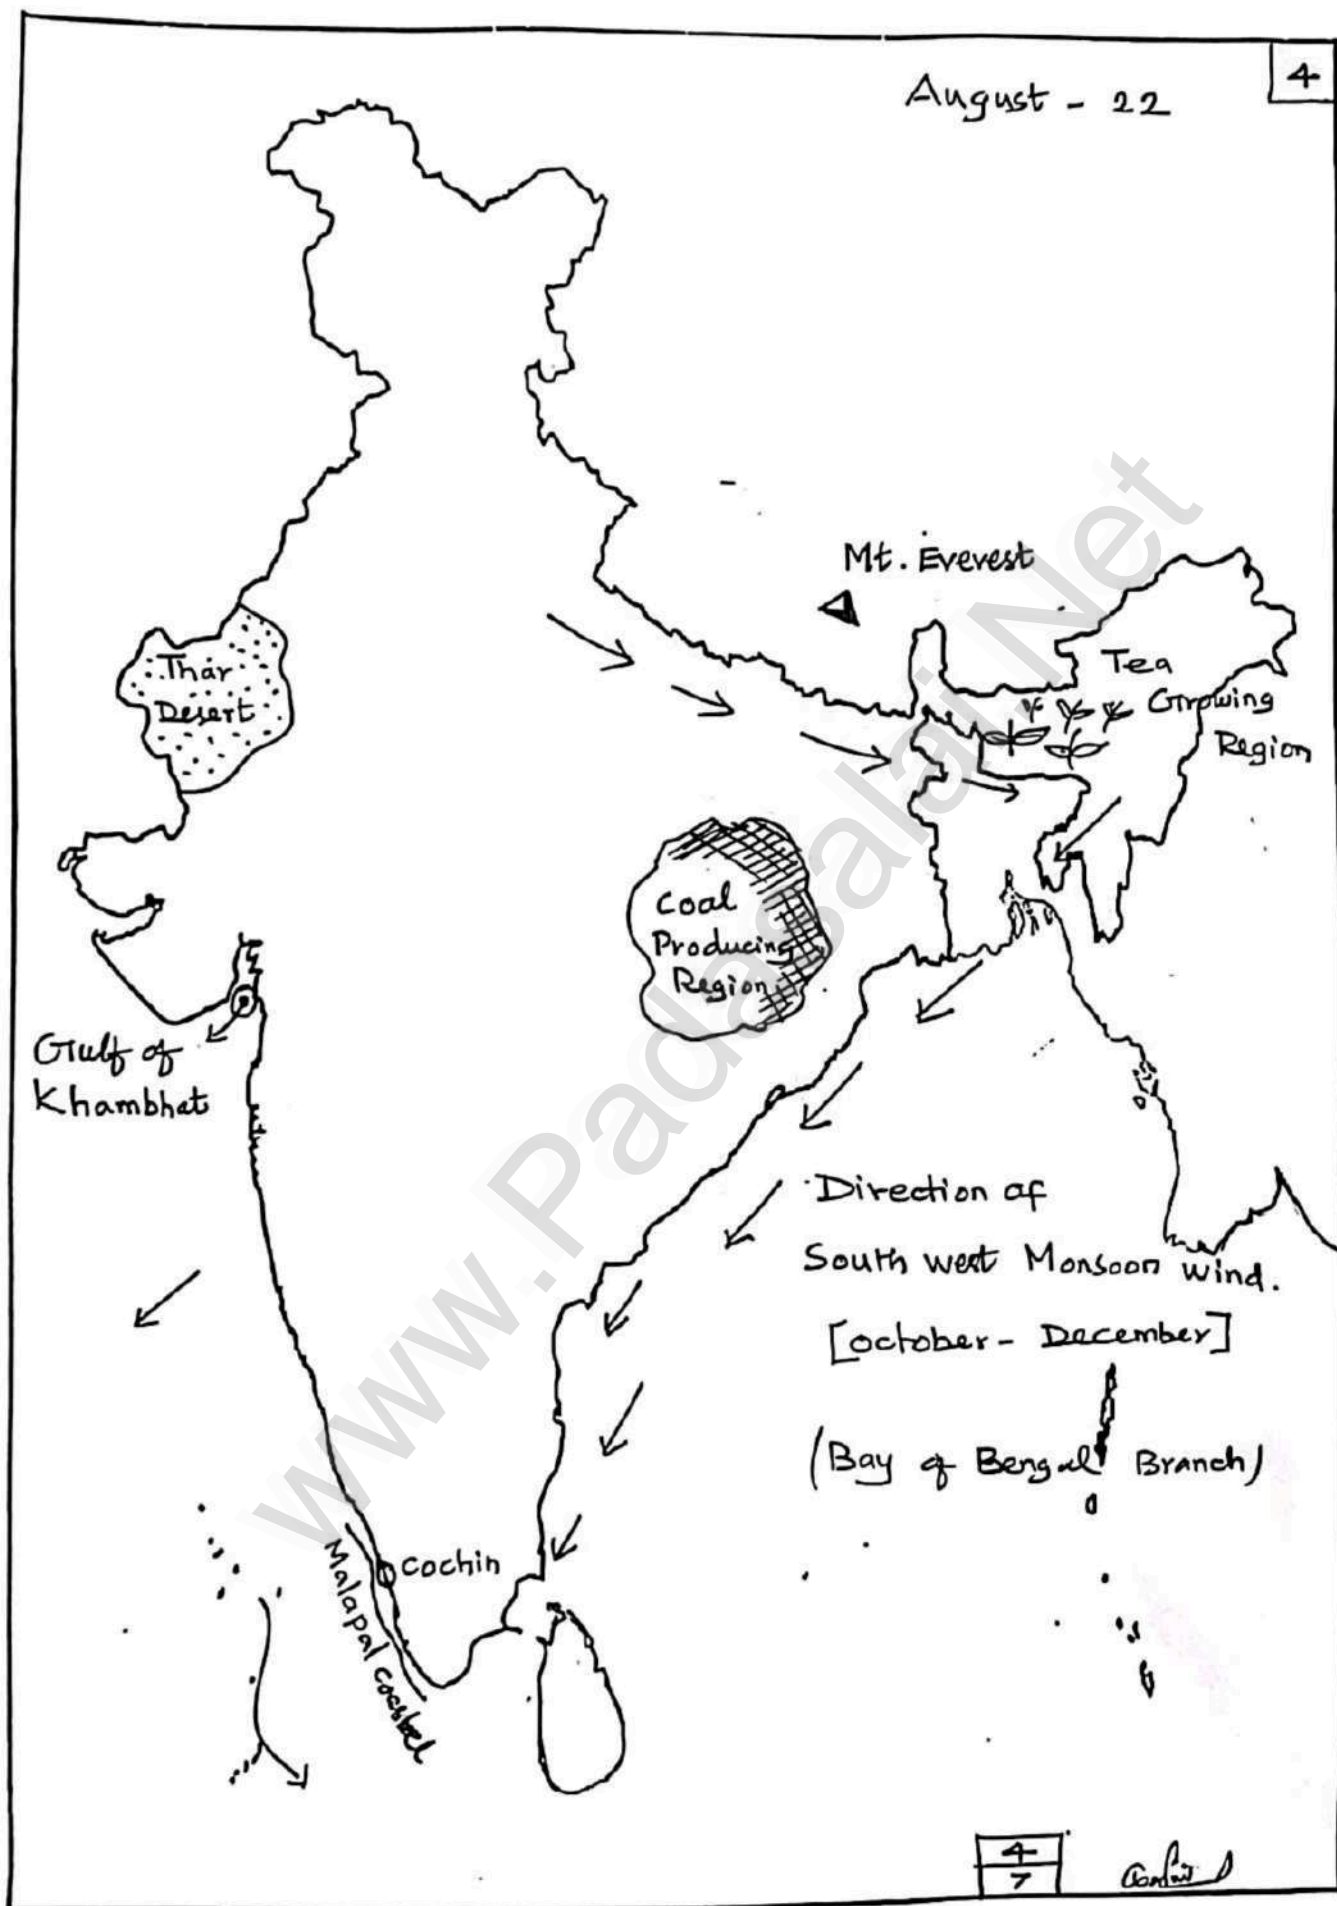 4
August - 22
Mt. Everest
Thar
Desert
Tea
Growing
Region
Coal
Producing
Region
Gulf of
Khambhat
Direction of
South west Monsoon Wind.
[October - December]
(Bay of Bengal Branch)
Cochin
Malapal
4
7
www.Padasalai.Net